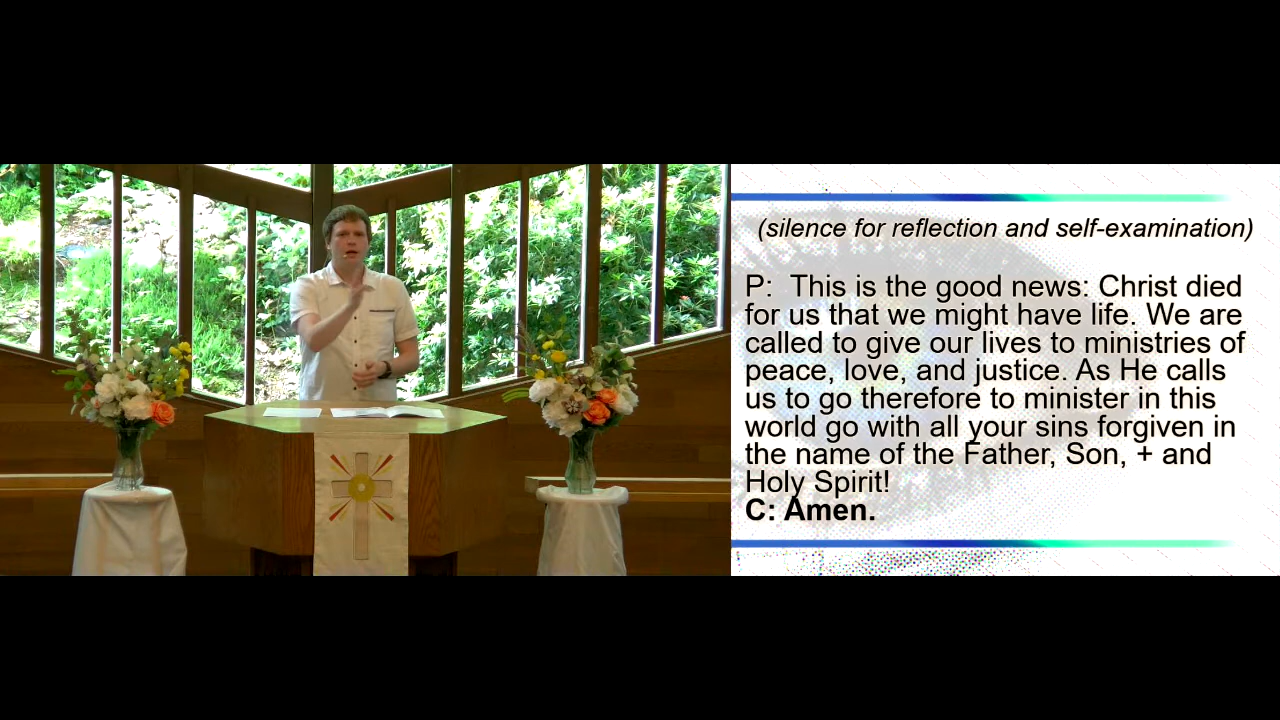 (silence for reflection and self-examination)
P:  This is the good news: Christ died
for us that we might have life. We are
called to give our lives to ministries of
peace, love, and justice. As He calls
us to go therefore to minister in this
world go with all your sins forgiven in
the name of the Father, Son, + and
Holy Spirit!
C: Amen.